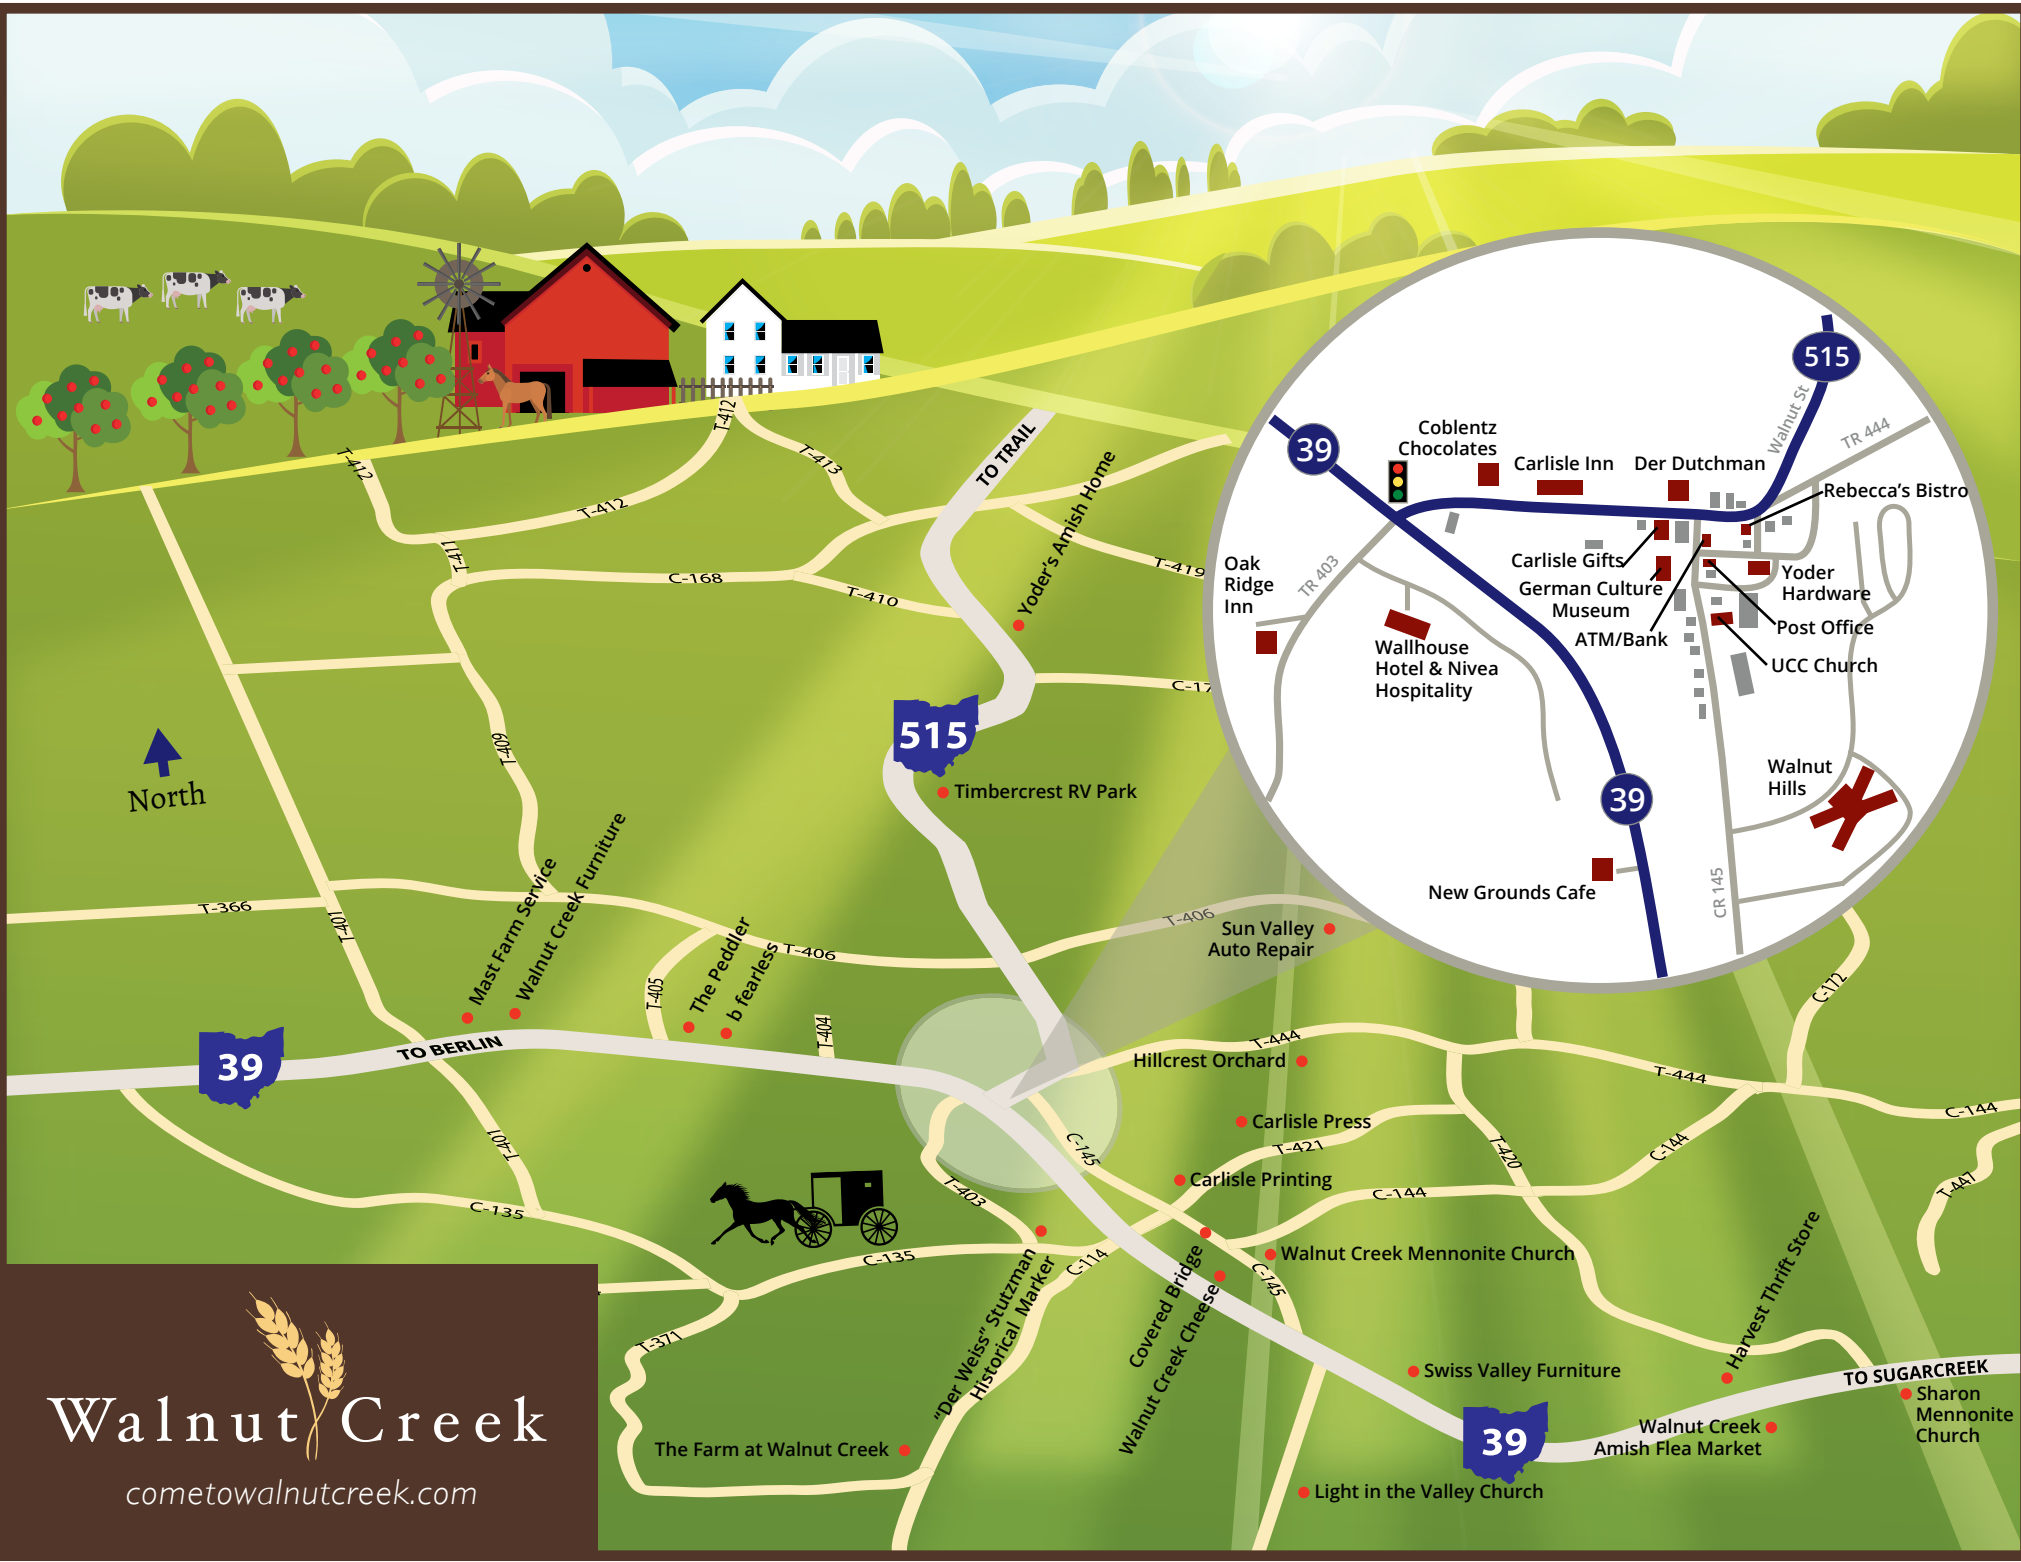 515
Walnut St
TR 444
39
Coblentz
Chocolates
Carlisle Inn
Der Dutchman
Rebecca's Bistro
Carlisle Gifts
German Culture
Museum
ATM/Bank
Yoder
Hardware
Post Office
UCC Church
Oak
Ridge
Inn
TR 403
Wallhouse
Hotel & Nivea
Hospitality
Walnut
Hills
39
New Grounds Cafe
CR 145
T-412
T-412
T-413
T-412
TO TRAIL
Yoder's Amish Home
T-411
C-168
T-410
T-419
C-17
T-409
515
Timbercrest RV Park
North
T-366
T-401
Mast Farm Service
Walnut Creek Furniture
T-405
The Peddler
b fearless
T-406
T-406
Sun Valley
Auto Repair
T-404
C-172
39
TO BERLIN
T-444
Hillcrest Orchard
T-444
C-144
Carlisle Press
T-421
T-401
C-145
T-420
C-144
T-447
Carlisle Printing
C-144
T-403
C-135
C-135
C-114
"Der Weiss" Stutzman
Historical Marker
Covered Bridge
Walnut Creek Cheese
Walnut Creek Mennonite Church
C-145
Harvest Thrift Store
T-371
Swiss Valley Furniture
TO SUGARCREEK
Sharon
Mennonite
Church
39
Walnut Creek
Amish Flea Market
The Farm at Walnut Creek
Light in the Valley Church
Walnut Creek
cometowalnutcreek.com